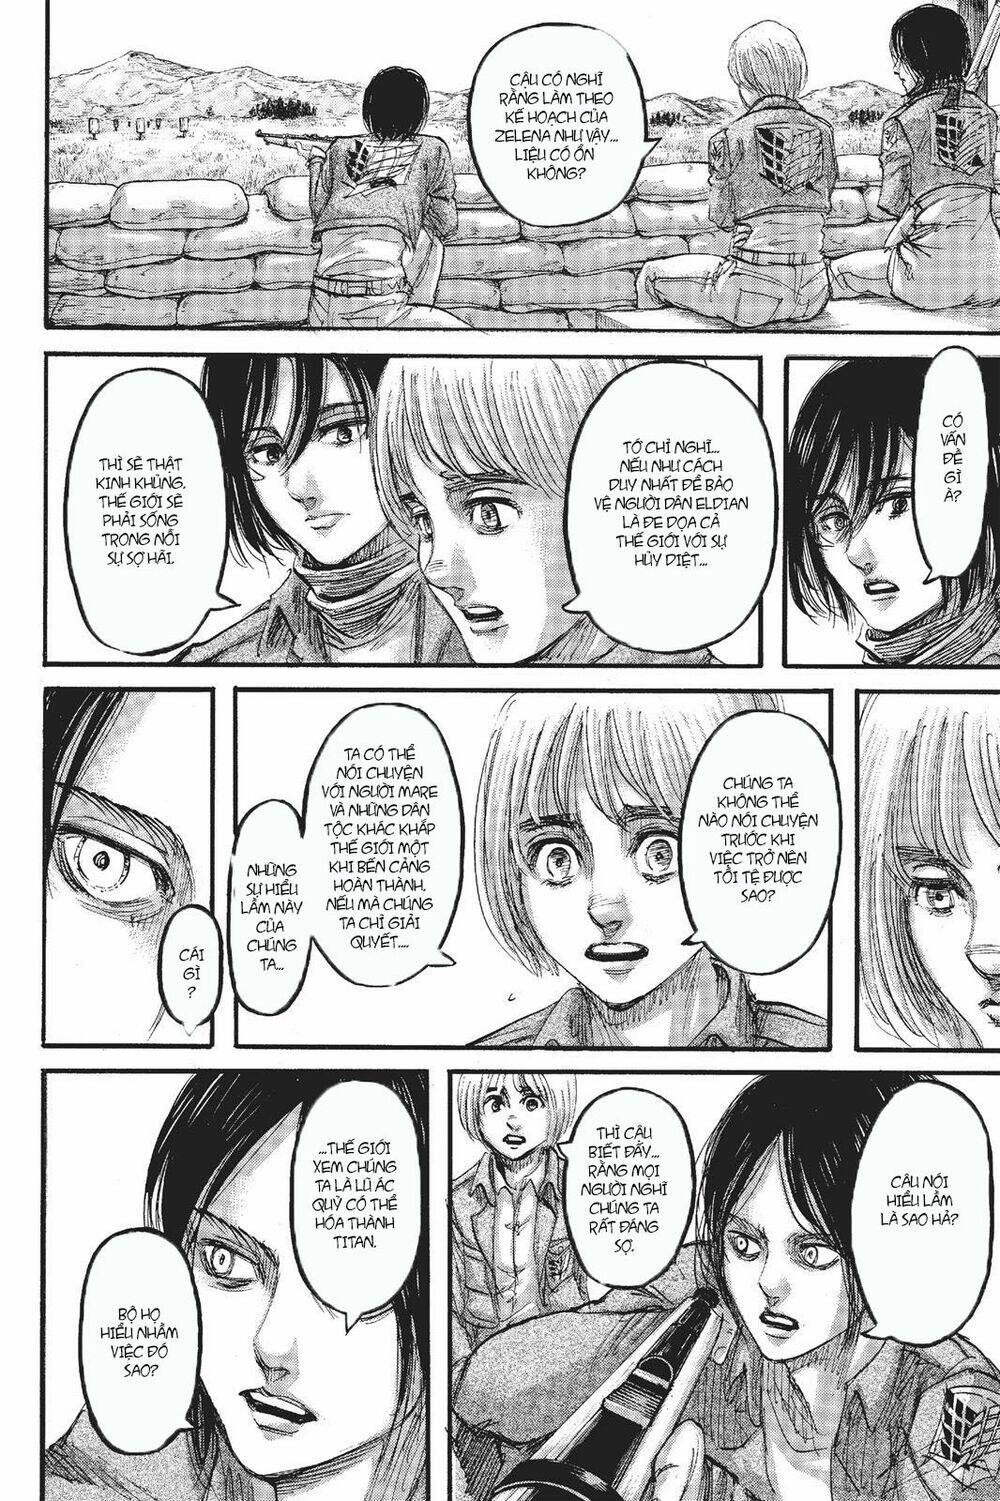 CẬU CÓ NGHĨ
RẰNG LÀM THEO
KẾ HOẠCH CỦA
ZELENA NHƯ VẬY...
LIỆU CÓ ỔN
KHÔNG?
CÓ
VẤN
ĐỀ
GÌ
À?
TỚ CHỈ NGHĨ...
NẾU NHƯ CÁCH
DUY NHẤT ĐỂ BẢO
VỆ NGƯỜI DÂN ELDIAN
LÀ ĐE DỌA CẢ
THẾ GIỚI VỚI SỰ
HỦY DIỆT...
THÌ SẼ THẬT
KINH KHỦNG.
THẾ GIỚI SẼ
PHẢI SỐNG
TRONG NỖI
SỰ SỢ HÃI.
CHÚNG TA
KHÔNG THỂ
NÀO NÓI CHUYỆN
TRƯỚC KHI
VIỆC TRỞ NÊN
TỒI TỆ ĐƯỢC
SAO?
TA CÓ THỂ
NÓI CHUYỆN
VỚI NGƯỜI MARE
VÀ NHỮNG DÂN
TỘC KHÁC KHẮP
THẾ GIỚI MỘT
KHI BẾN CẢNG
HOÀN THÀNH.
NẾU MÀ CHÚNG
TA CHỈ GIẢI
QUYẾT....
NHỮNG
SỰ HIỂU
LẦM NÀY
CỦA
CHÚNG
TA...
CÁI
GÌ
?
CẬU NÓI
HIỂU LẦM
LÀ SAO HẢ?
THÌ CẬU
BIẾT ĐẤY...
RẰNG MỌI
NGƯỜI NGHĨ
CHÚNG TA
RẤT ĐÁNG
SỢ.
...THẾ GIỚI
XEM CHÚNG
TA LÀ LŨ ÁC
QUỶ CÓ THỂ
HÓA THÀNH
TITAN.
BỘ HỌ
HIỂU NHẦM
VIỆC ĐÓ
SAO?